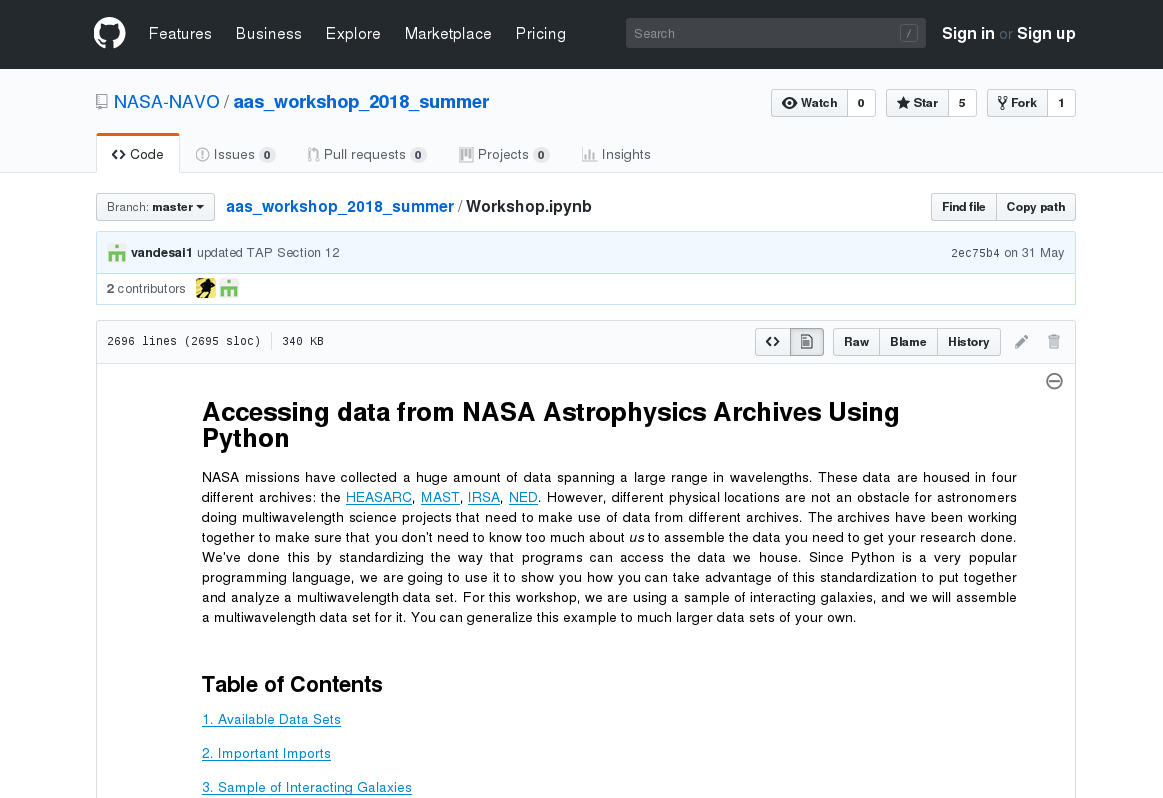 Features Business Explore Marketplace Pricing Search / Sign in or Sign up
NASA-NAVO / aas_workshop_2018_summer Watch 0 Star 5 Fork 1
Code Issues 0 Pull requests 0 Projects 0 Insights
Branch: master aas_workshop_2018_summer / Workshop.ipynb Find file Copy path
vandesai1 updated TAP Section 12 2ec75b4 on 31 May
2 contributors
2696 lines (2695 sloc) 340 KB Raw Blame History
Accessing data from NASA Astrophysics Archives Using
Python
NASA missions have collected a huge amount of data spanning a large range in wavelengths. These data are housed in four
different archives: the HEASARC, MAST, IRSA, NED. However, different physical locations are not an obstacle for astronomers
doing multiwavelength science projects that need to make use of data from different archives. The archives have been working
together to make sure that you don't need to know too much about us to assemble the data you need to get your research done.
We've done this by standardizing the way that programs can access the data we house. Since Python is a very popular
programming language, we are going to use it to show you how you can take advantage of this standardization to put together
and analyze a multiwavelength data set. For this workshop, we are using a sample of interacting galaxies, and we will assemble
a multiwavelength data set for it. You can generalize this example to much larger data sets of your own.
Table of Contents
1. Available Data Sets
2. Important Imports
3. Sample of Interacting Galaxies